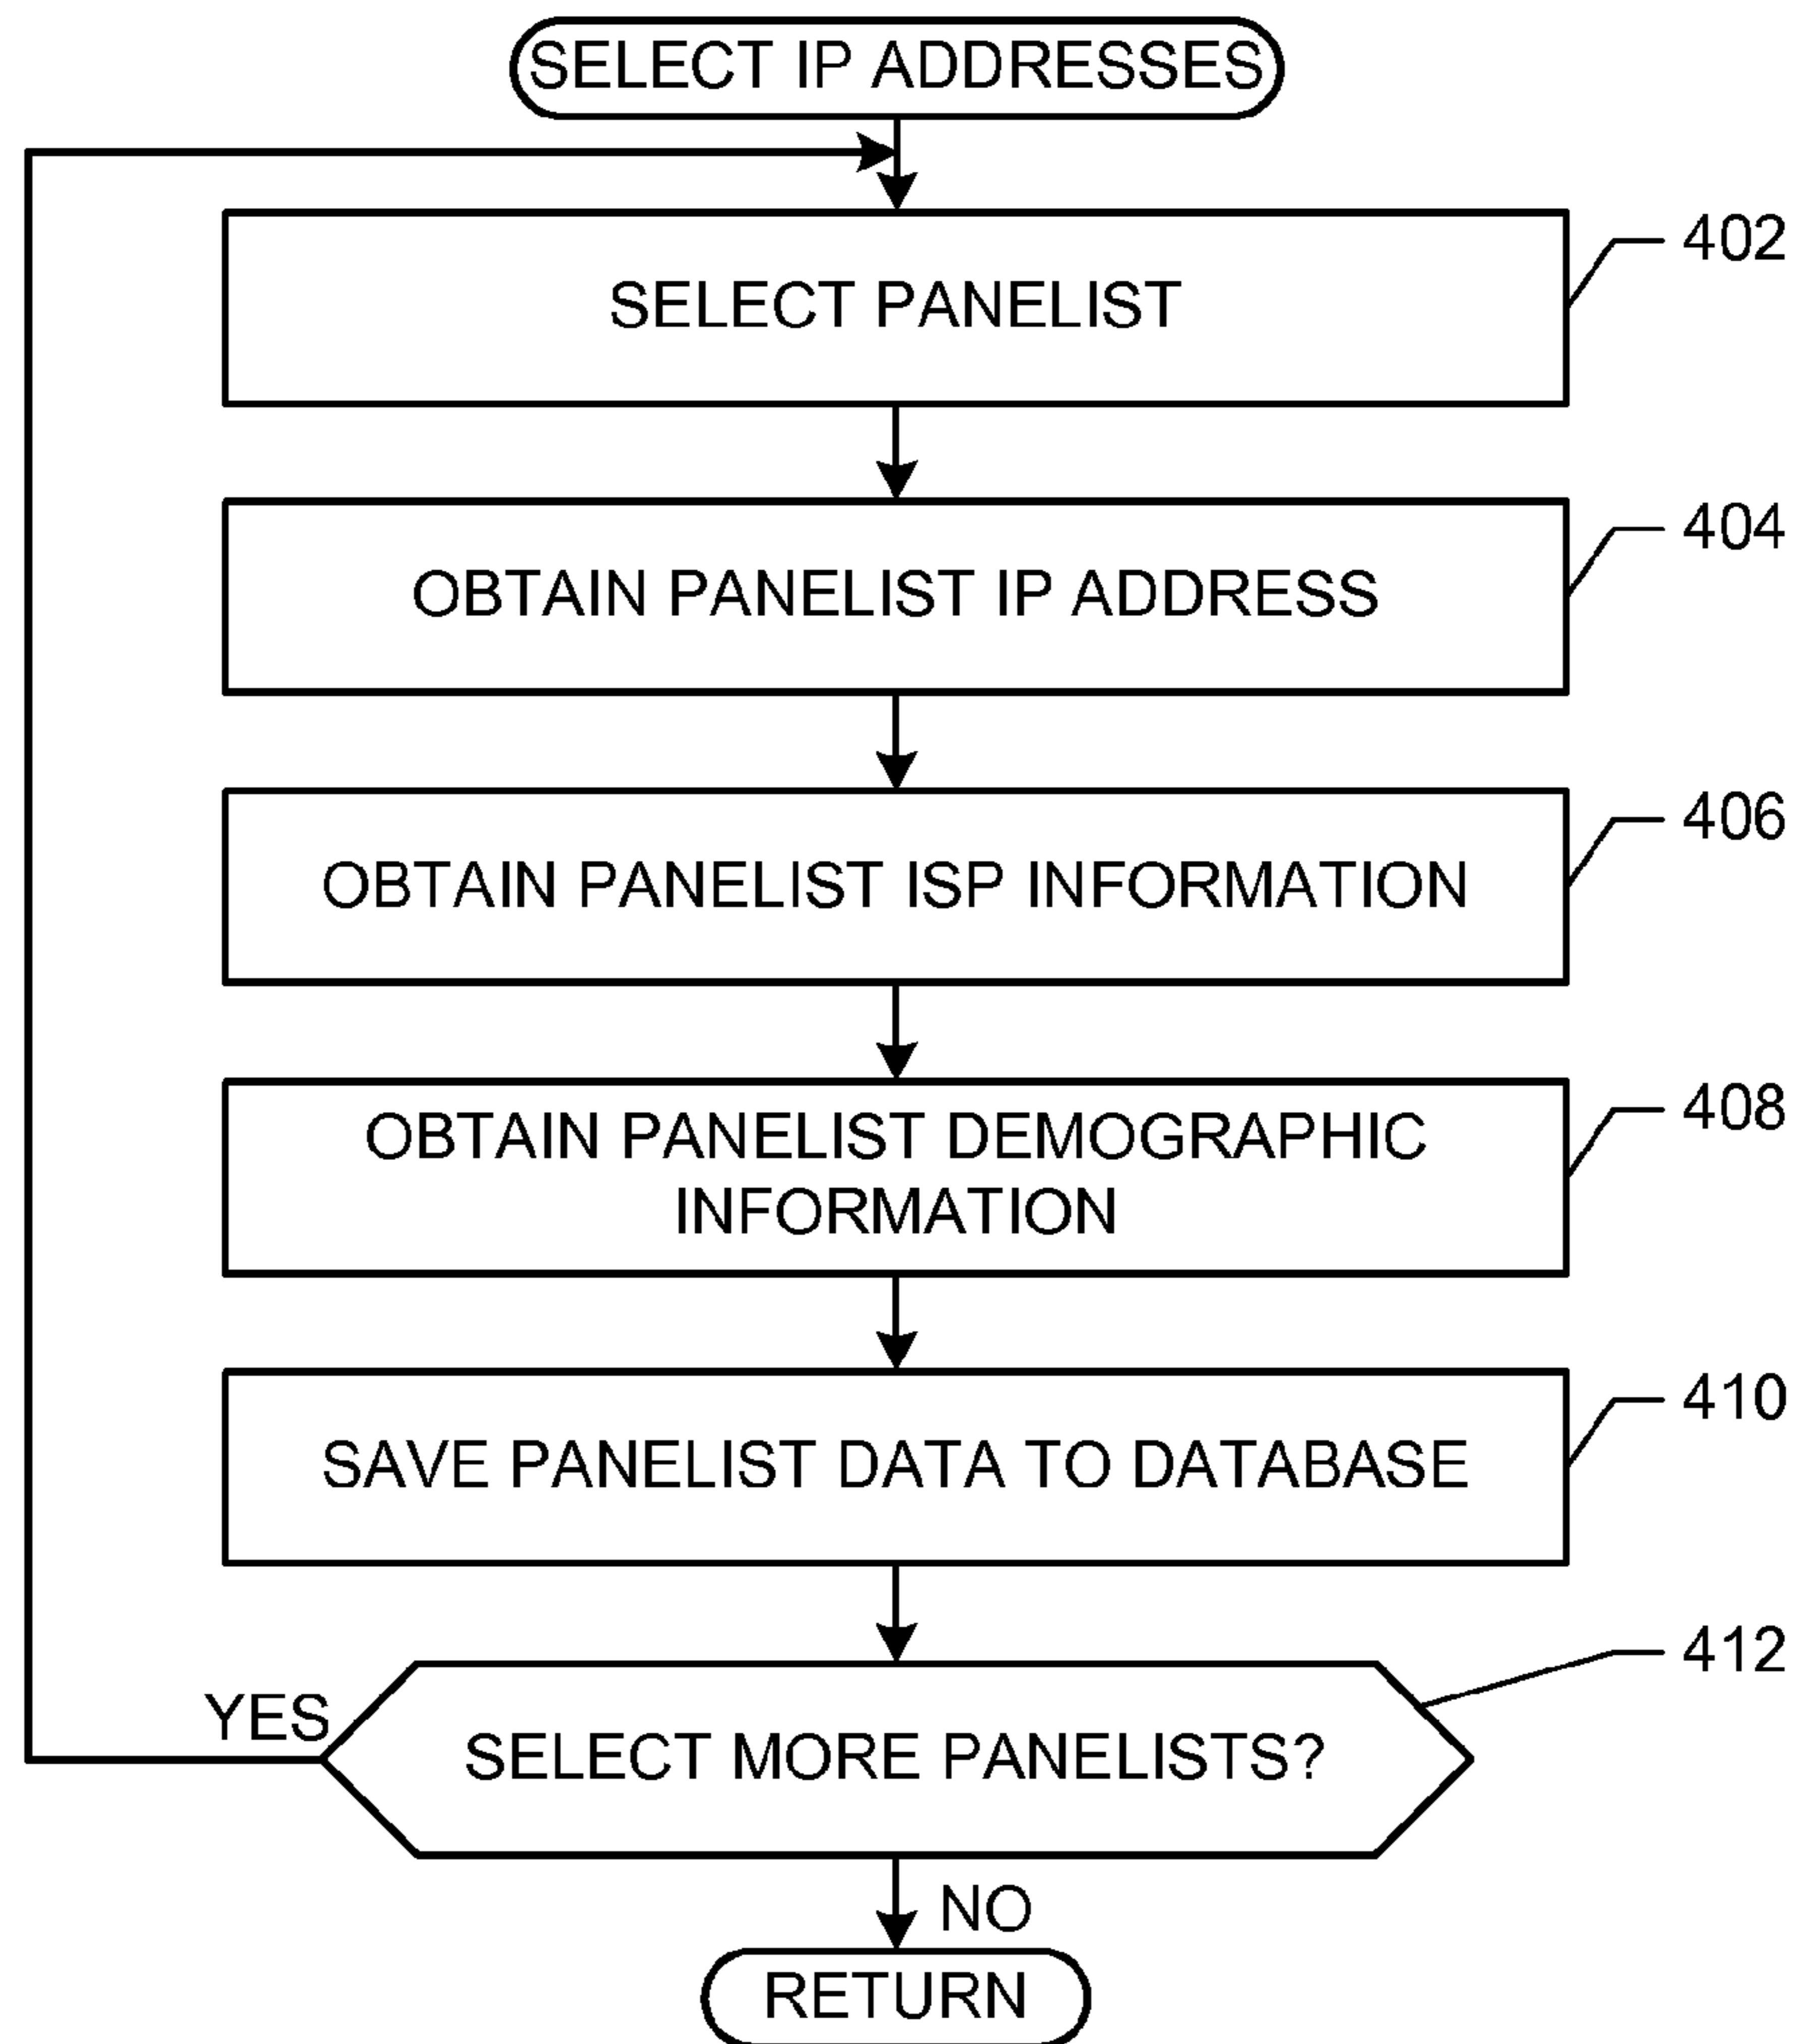 SELECT IP ADDRESSES
402
SELECT PANELIST
404
OBTAIN PANELIST IP ADDRESS
406
OBTAIN PANELIST ISP INFORMATION
408
OBTAIN PANELIST DEMOGRAPHIC
INFORMATION
410
SAVE PANELIST DATA TO DATABASE
412
YES
SELECT MORE PANELISTS?
NO
RETURN